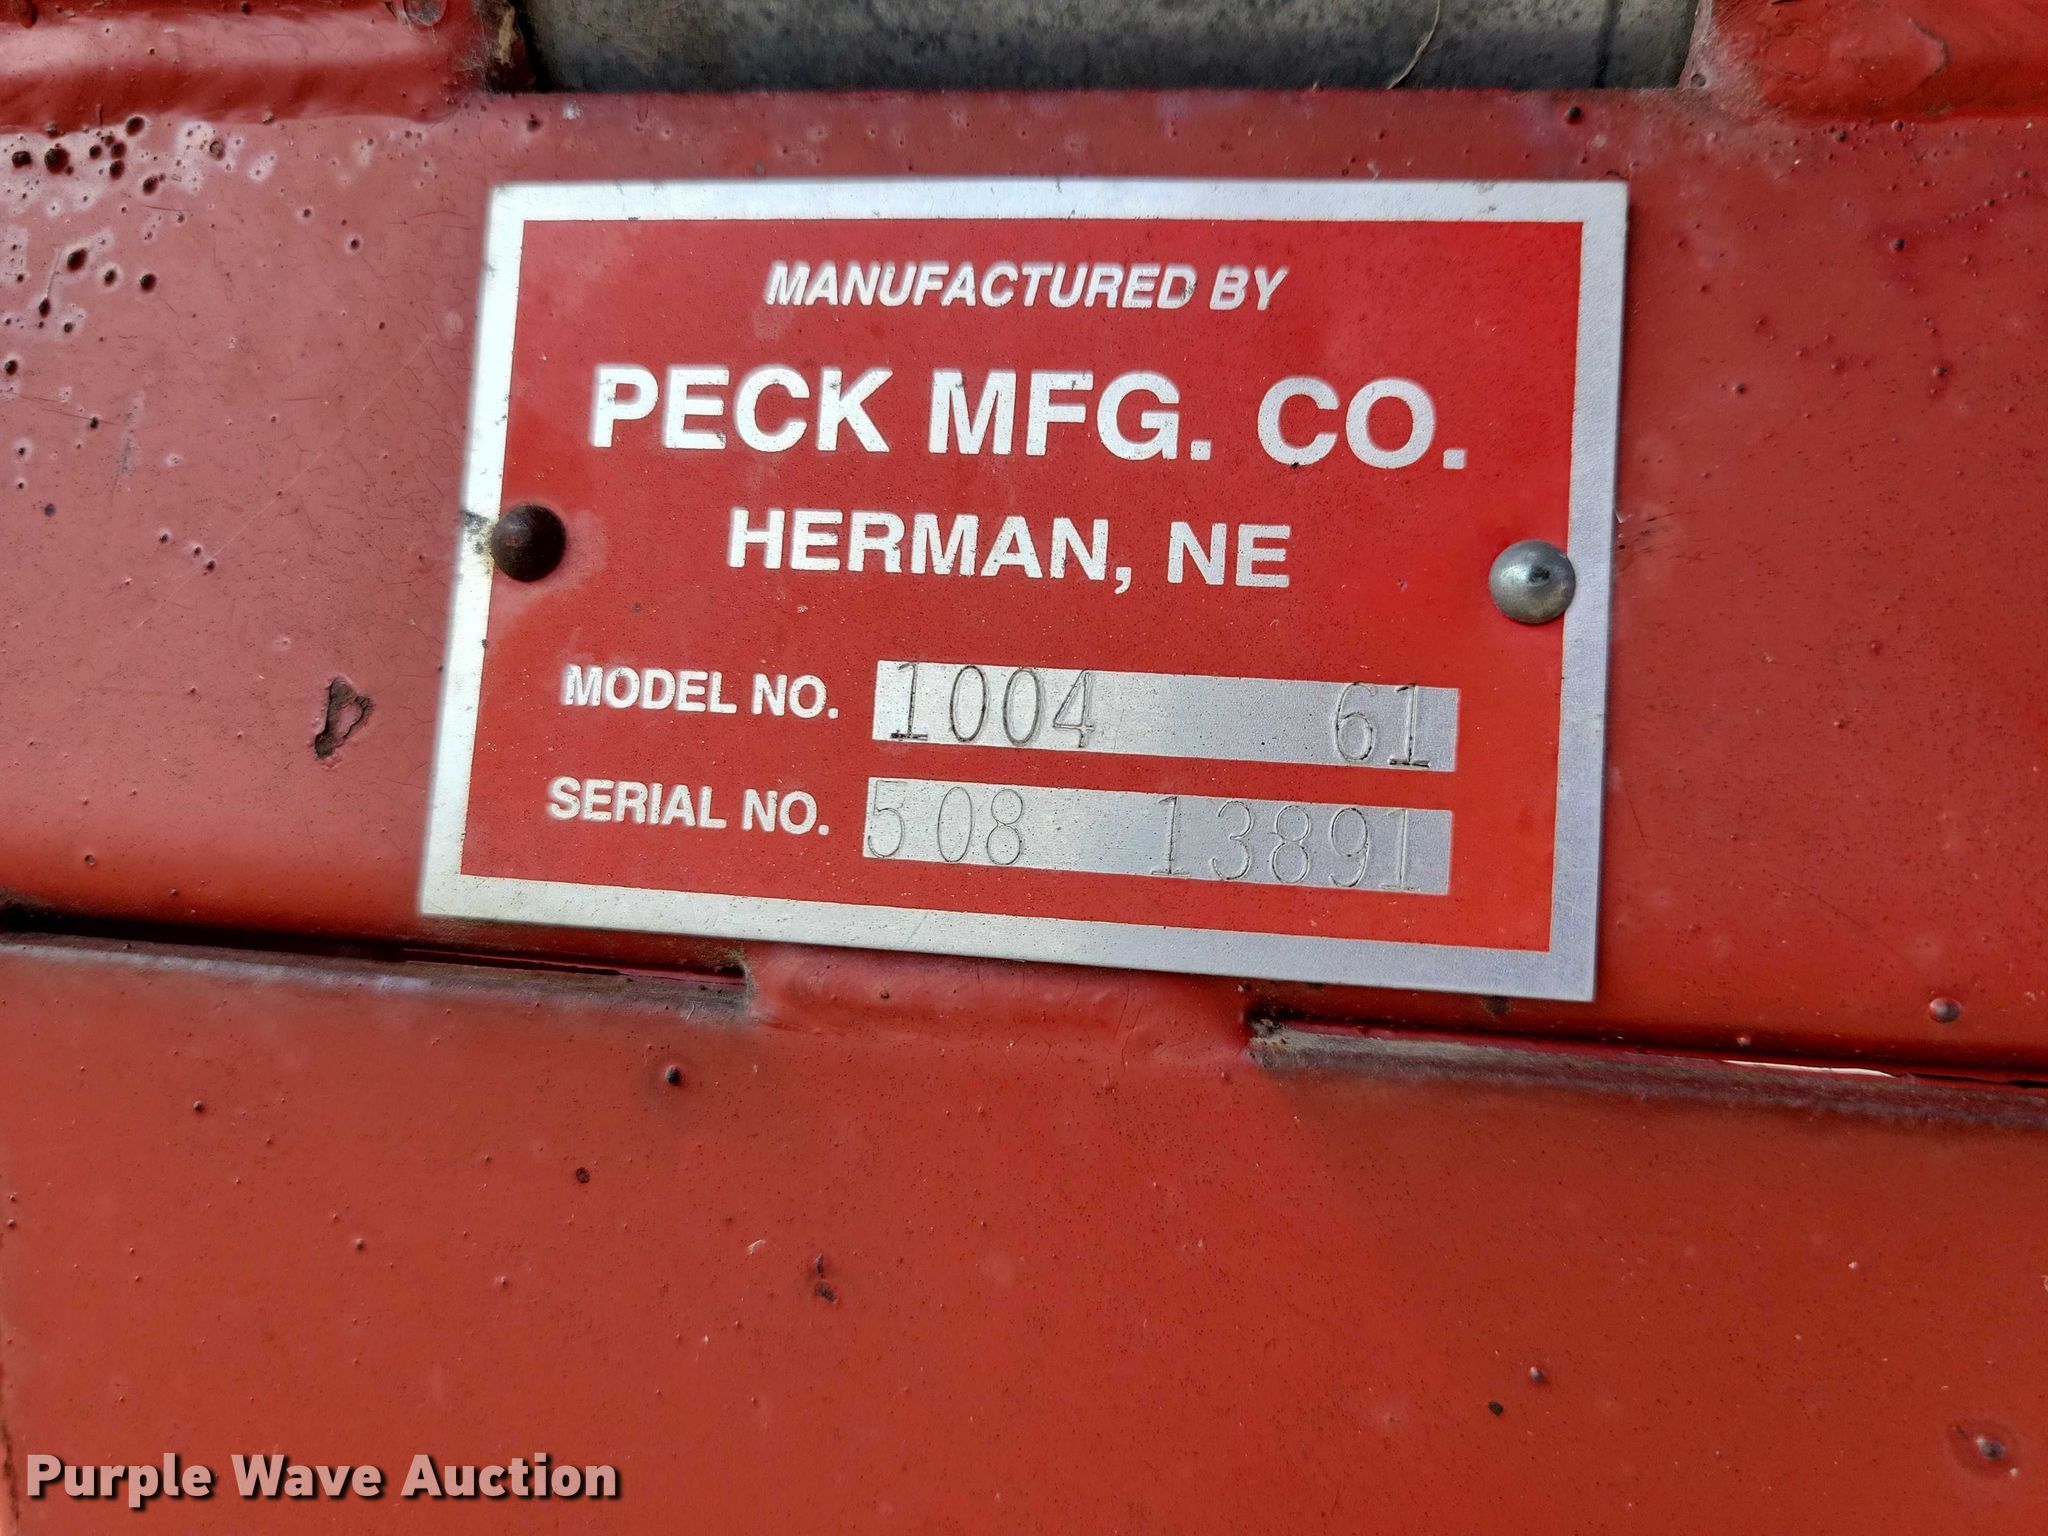 MANUFACTURED BY
PECK MFG. CO.
HERMAN, NE
MODEL NO. 1004 61
SERIAL NO. 508 13891
Purple Wave Auction